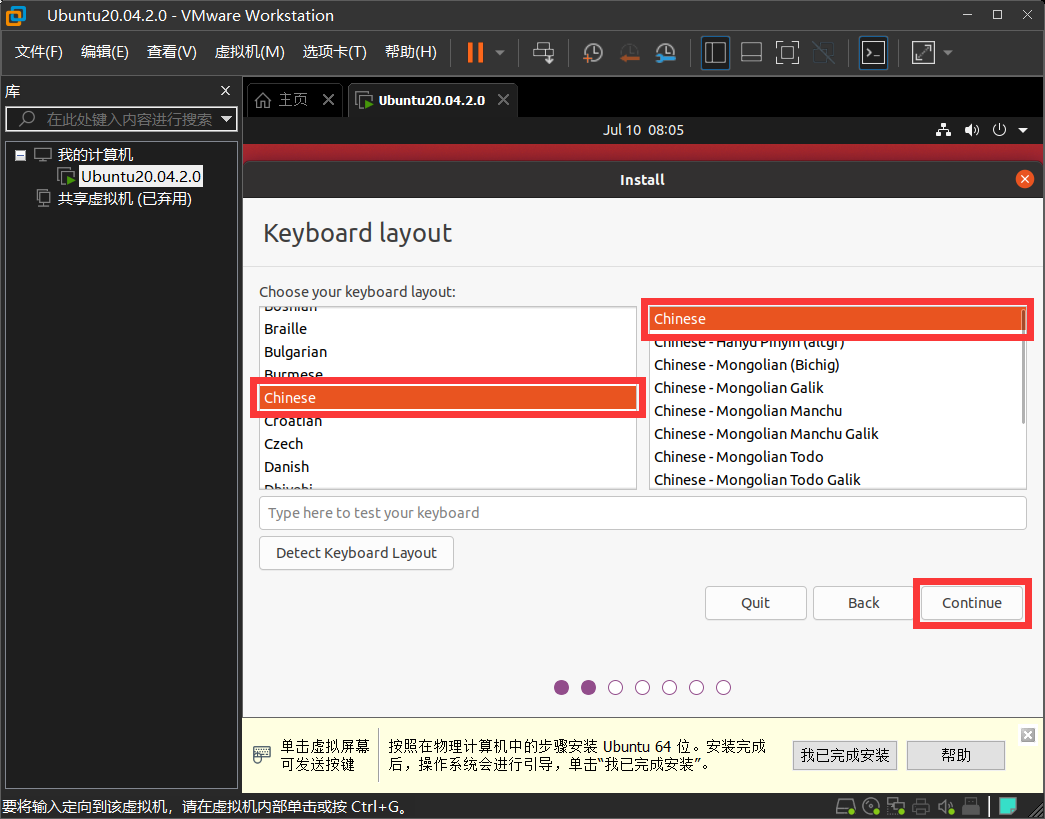 Ubuntu20.04.2.0 - VMware Workstation
文件(F) 编辑(E) 查看(V) 虚拟机(M) 选项卡(T) 帮助(H)
库
在此处键入内容进行搜索
我的计算机
Ubuntu20.04.2.0
共享虚拟机 (已弃用)
主页
Ubuntu20.04.2.0
Jul 10 08:05
Install
Keyboard layout
Choose your keyboard layout:
Bosnian
Braille
Bulgarian
Burmese
Chinese
Croatian
Czech
Danish
Dhivehi
Chinese
Chinese - Hanyu Pinyin (altgr)
Chinese - Mongolian (Bichig)
Chinese - Mongolian Galik
Chinese - Mongolian Manchu
Chinese - Mongolian Manchu Galik
Chinese - Mongolian Todo
Chinese - Mongolian Todo Galik
Type here to test your keyboard
Detect Keyboard Layout
Quit Back Continue
单击虚拟屏幕
可发送按键
按照在物理计算机中的步骤安装 Ubuntu 64 位。安装完成
后，操作系统会进行引导，单击“我已完成安装”。
我已完成安装 帮助
要将输入定向到该虚拟机，请在虚拟机内部单击或按 Ctrl+G。